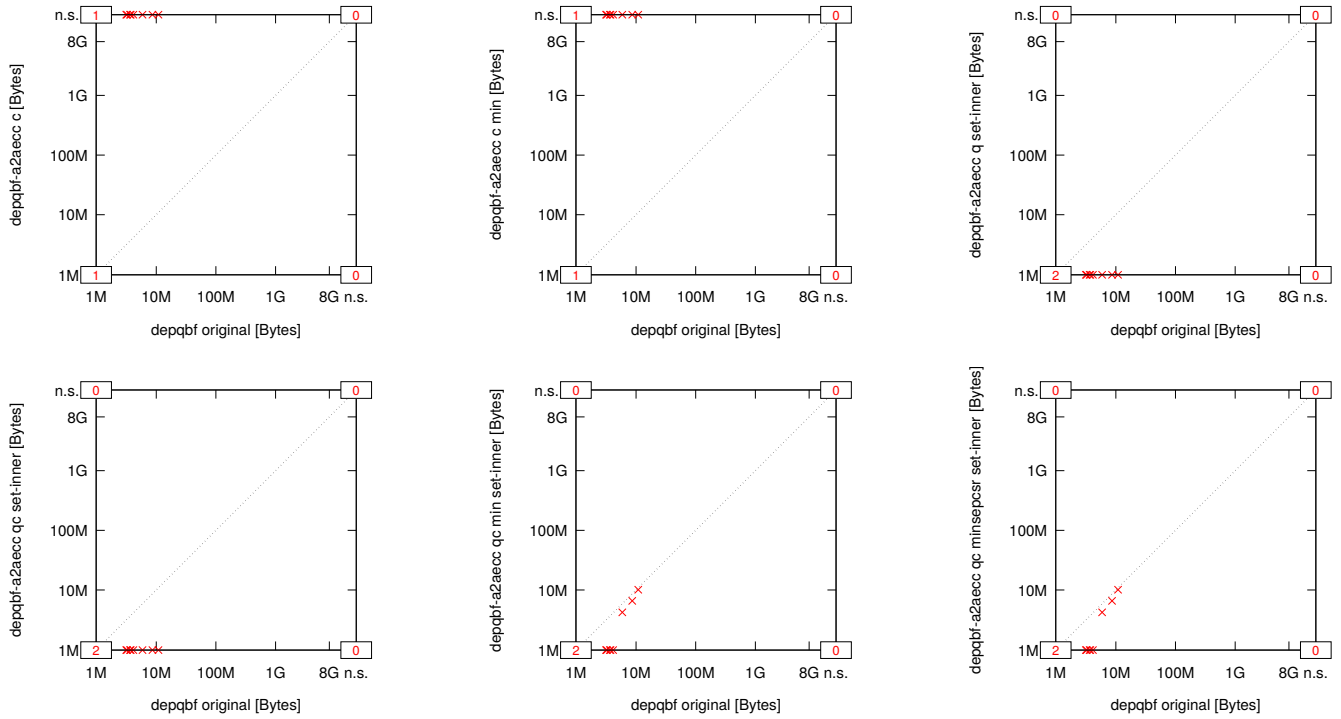 depqbf-a2aecc c [Bytes]
n.s.
8G
1G
100M
10M
1M
1
0
1
0
1M 10M 100M 1G 8G n.s.
depqbf original [Bytes]
depqbf-a2aecc c min [Bytes]
n.s.
8G
1G
100M
10M
1M
1
0
1
0
1M 10M 100M 1G 8G n.s.
depqbf original [Bytes]
depqbf-a2aecc q set-inner [Bytes]
n.s.
8G
1G
100M
10M
1M
0
0
2
0
1M 10M 100M 1G 8G n.s.
depqbf original [Bytes]
depqbf-a2aecc qc set-inner [Bytes]
n.s.
8G
1G
100M
10M
1M
0
0
2
0
1M 10M 100M 1G 8G n.s.
depqbf original [Bytes]
depqbf-a2aecc qc min set-inner [Bytes]
n.s.
8G
1G
100M
10M
1M
0
0
2
0
1M 10M 100M 1G 8G n.s.
depqbf original [Bytes]
depqbf-a2aecc qc minsepcsr set-inner [Bytes]
n.s.
8G
1G
100M
10M
1M
0
0
2
0
1M 10M 100M 1G 8G n.s.
depqbf original [Bytes]